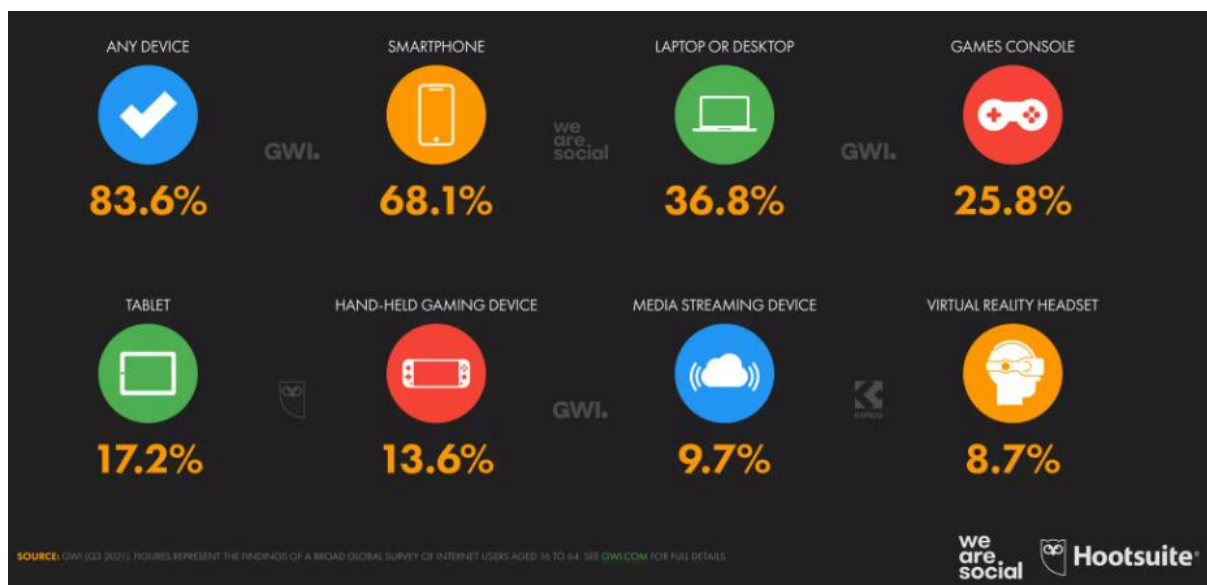 ANY DEVICE
SMARTPHONE
LAPTOP OR DESKTOP
GAMES CONSOLE
GWI.
we
are
social
GWI.
83.6%
68.1%
36.8%
25.8%
TABLET
HAND-HELD GAMING DEVICE
MEDIA STREAMING DEVICE
VIRTUAL REALITY HEADSET
GWI.
KEPIOS
17.2%
13.6%
9.7%
8.7%
SOURCE: GWI (Q3 2021). FIGURES REPRESENT THE FINDINGS OF A BROAD GLOBAL SURVEY OF INTERNET USERS AGED 16 TO 64. SEE GWI.COM FOR FULL DETAILS.
we
are
social
Hootsuite®